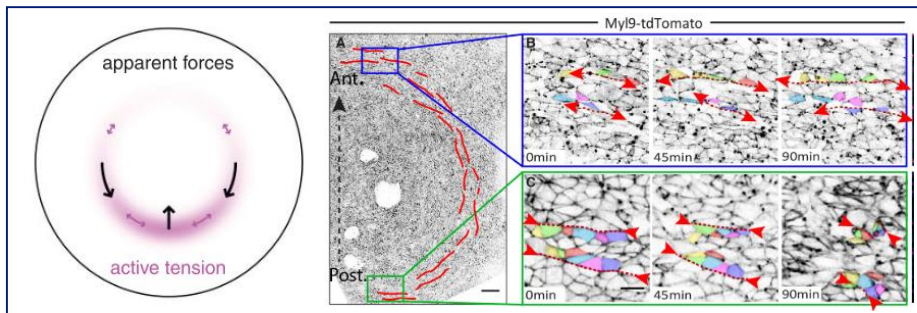 apparent forces
active tension
Myl9-tdTomato
A
Ant.
Post.
B
0min
45min
90min
C
0min
45min
90min